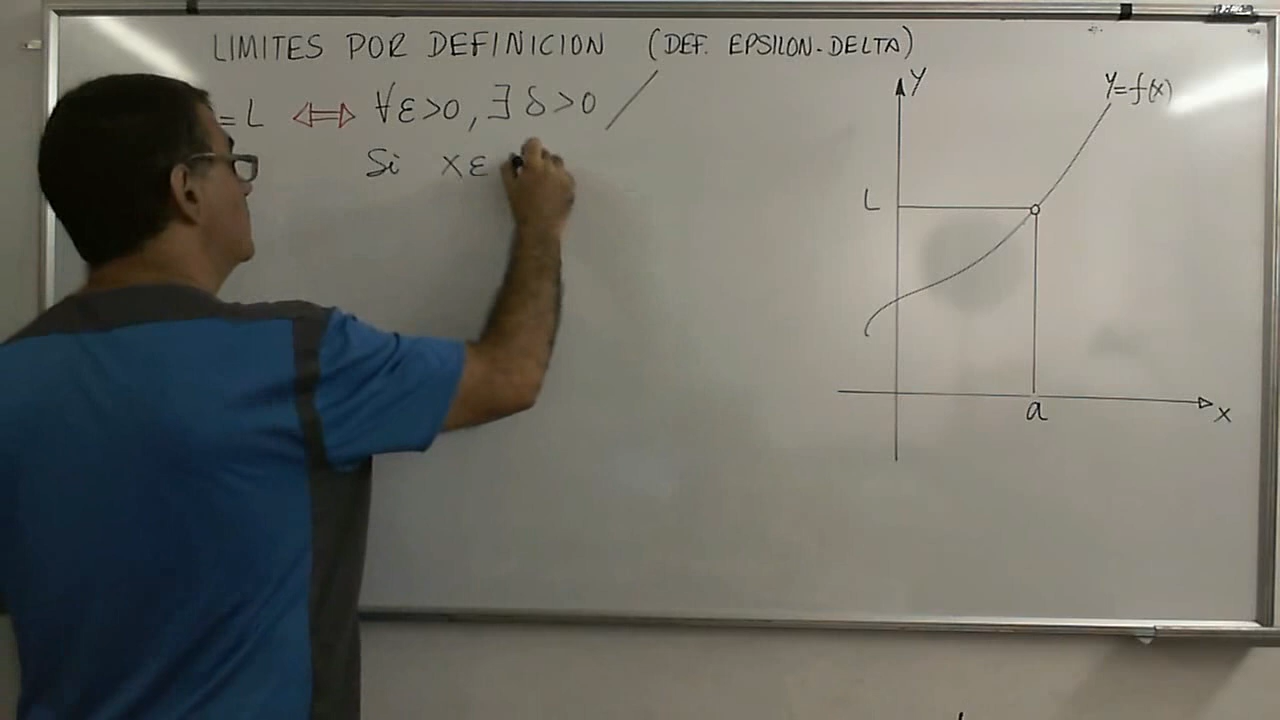 LIMITES POR DEFINICION (DEF. EPSILON-DELTA)
= L ⇔ ∀ε>0, ∃ δ>0 /
Si x ε
Y
Y=f(x)
L
a
X